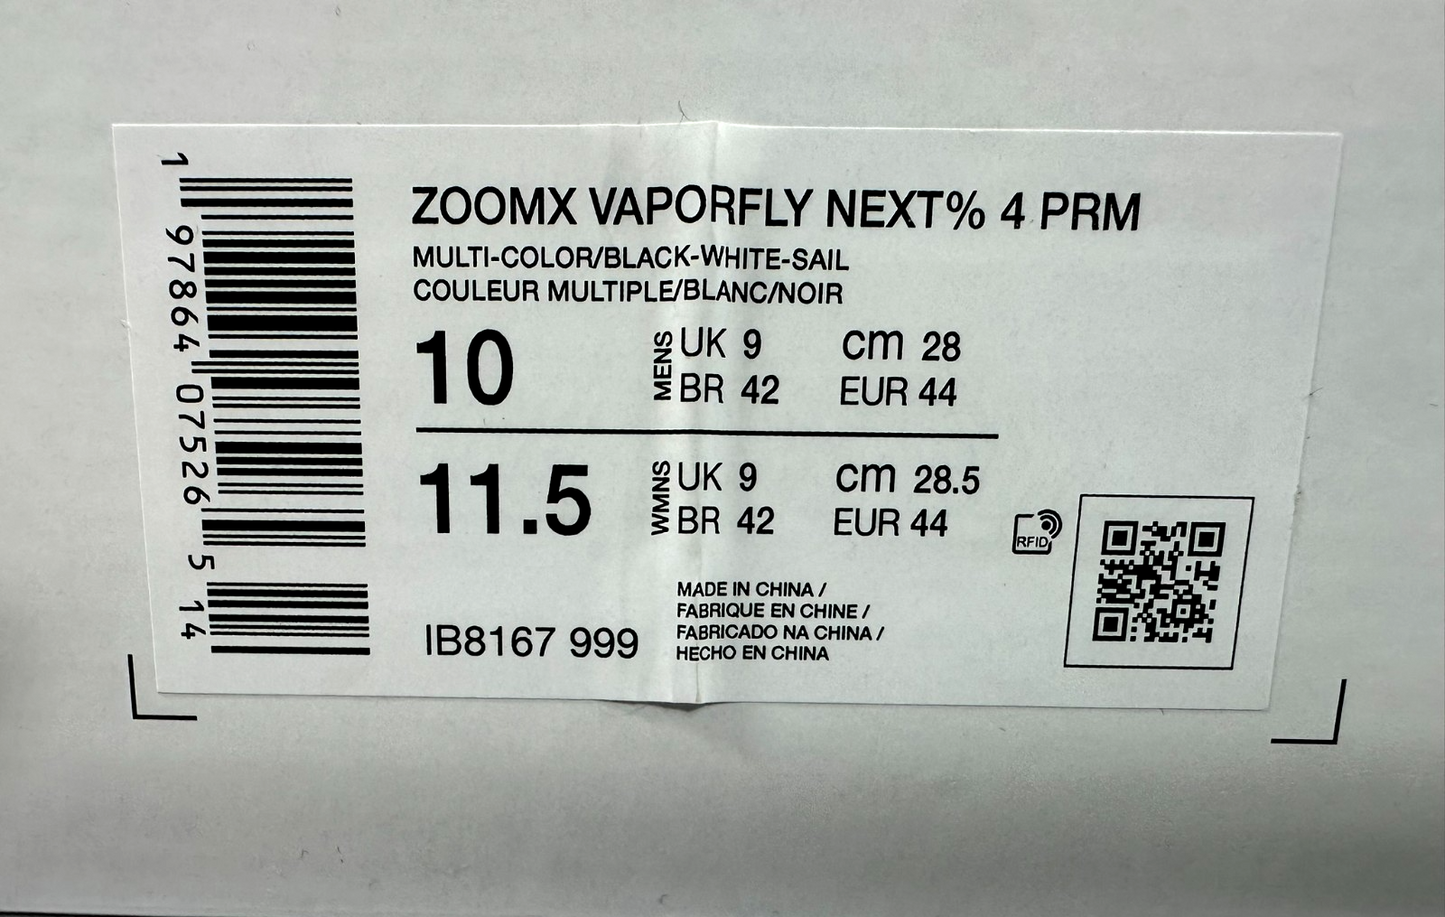 1 97864 07526 5 14
ZOOMX VAPORFLY NEXT% 4 PRM
MULTI-COLOR/BLACK-WHITE-SAIL
COULEUR MULTIPLE/BLANC/NOIR
10 MENS UK 9 cm 28
BR 42 EUR 44
11.5 WMNS UK 9 cm 28.5
BR 42 EUR 44
RFID
MADE IN CHINA /
FABRIQUE EN CHINE /
FABRICADO NA CHINA /
HECHO EN CHINA
IB8167 999